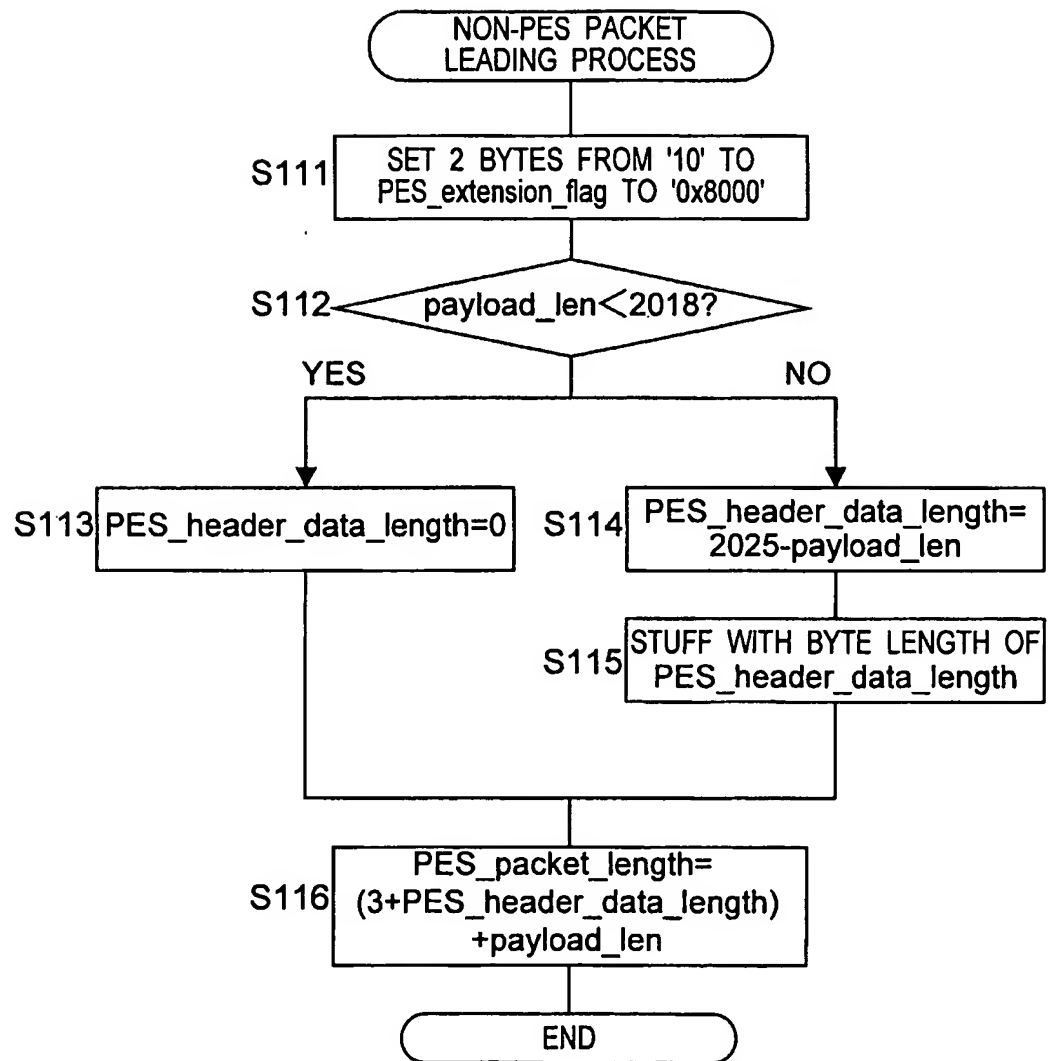 NON-PES PACKET
LEADING PROCESS
S111
SET 2 BYTES FROM '10' TO
PES_extension_flag TO '0x8000'
S112
payload_len<2018?
YES
NO
S113
PES_header_data_length=0
S114
PES_header_data_length=
2025-payload_len
S115
STUFF WITH BYTE LENGTH OF
PES_header_data_length
S116
PES_packet_length=
(3+PES_header_data_length)
+payload_len
END